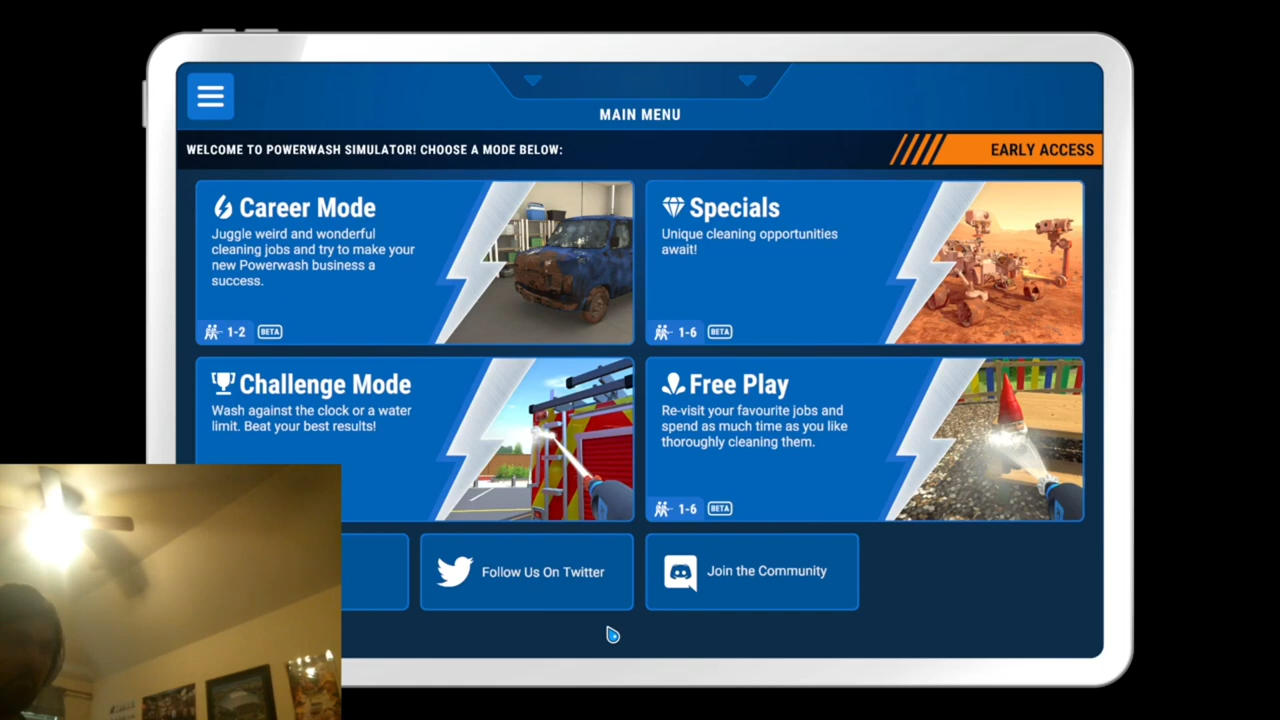 MAIN MENU
WELCOME TO POWERWASH SIMULATOR! CHOOSE A MODE BELOW:
EARLY ACCESS
Career Mode
Juggle weird and wonderful
cleaning jobs and try to make your
new Powerwash business a
success.
1-2 BETA
Specials
Unique cleaning opportunities
await!
1-6 BETA
Challenge Mode
Wash against the clock or a water
limit. Beat your best results!
Free Play
Re-visit your favourite jobs and
spend as much time as you like
thoroughly cleaning them.
1-6 BETA
Follow Us On Twitter
Join the Community